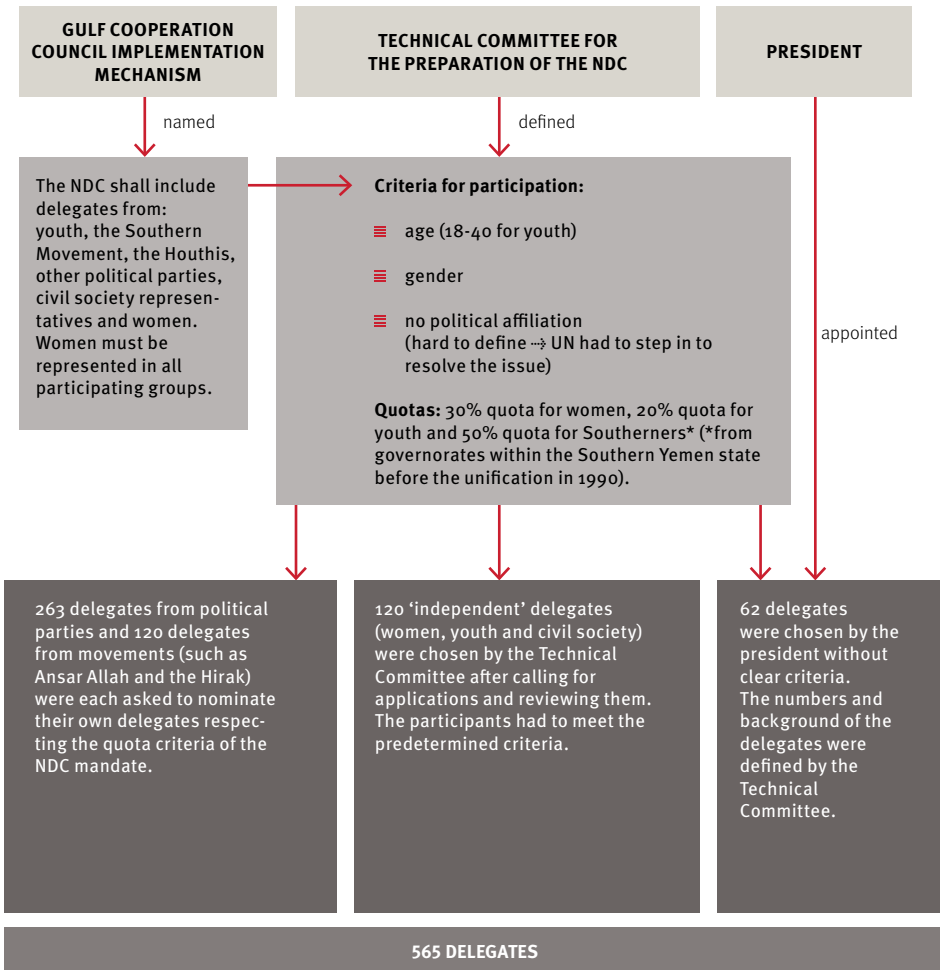 GULF COOPERATION
COUNCIL IMPLEMENTATION
MECHANISM
TECHNICAL COMMITTEE FOR
THE PREPARATION OF THE NDC
PRESIDENT
named
defined
The NDC shall include
delegates from:
youth, the Southern
Movement, the Houthis,
other political parties,
civil society represen-
tatives and women.
Women must be
represented in all
participating groups.
Criteria for participation:
age (18-40 for youth)
gender
no political affiliation
(hard to define ⤑ UN had to step in to
resolve the issue)
Quotas: 30% quota for women, 20% quota for
youth and 50% quota for Southerners* (*from
governorates within the Southern Yemen state
before the unification in 1990).
appointed
263 delegates from political
parties and 120 delegates
from movements (such as
Ansar Allah and the Hirak)
were each asked to nominate
their own delegates respec-
ting the quota criteria of the
NDC mandate.
120 ‘independent’ delegates
(women, youth and civil society)
were chosen by the Technical
Committee after calling for
applications and reviewing them.
The participants had to meet the
predetermined criteria.
62 delegates
were chosen by the
president without
clear criteria.
The numbers and
background of the
delegates were
defined by the
Technical
Committee.
565 DELEGATES